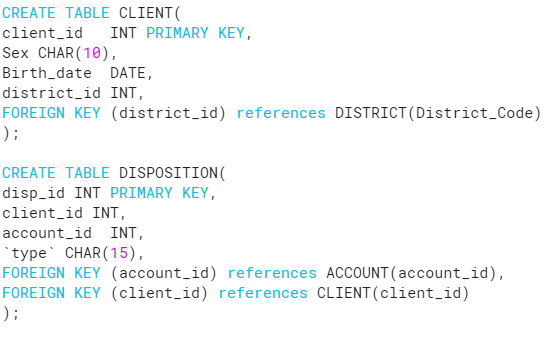 CREATE TABLE CLIENT(
client_id   INT PRIMARY KEY,
Sex CHAR(10),
Birth_date  DATE,
district_id INT,
FOREIGN KEY (district_id) references DISTRICT(District_Code)
);

CREATE TABLE DISPOSITION(
disp_id INT PRIMARY KEY,
client_id INT,
account_id  INT,
`type` CHAR(15),
FOREIGN KEY (account_id) references ACCOUNT(account_id),
FOREIGN KEY (client_id) references CLIENT(client_id)
);